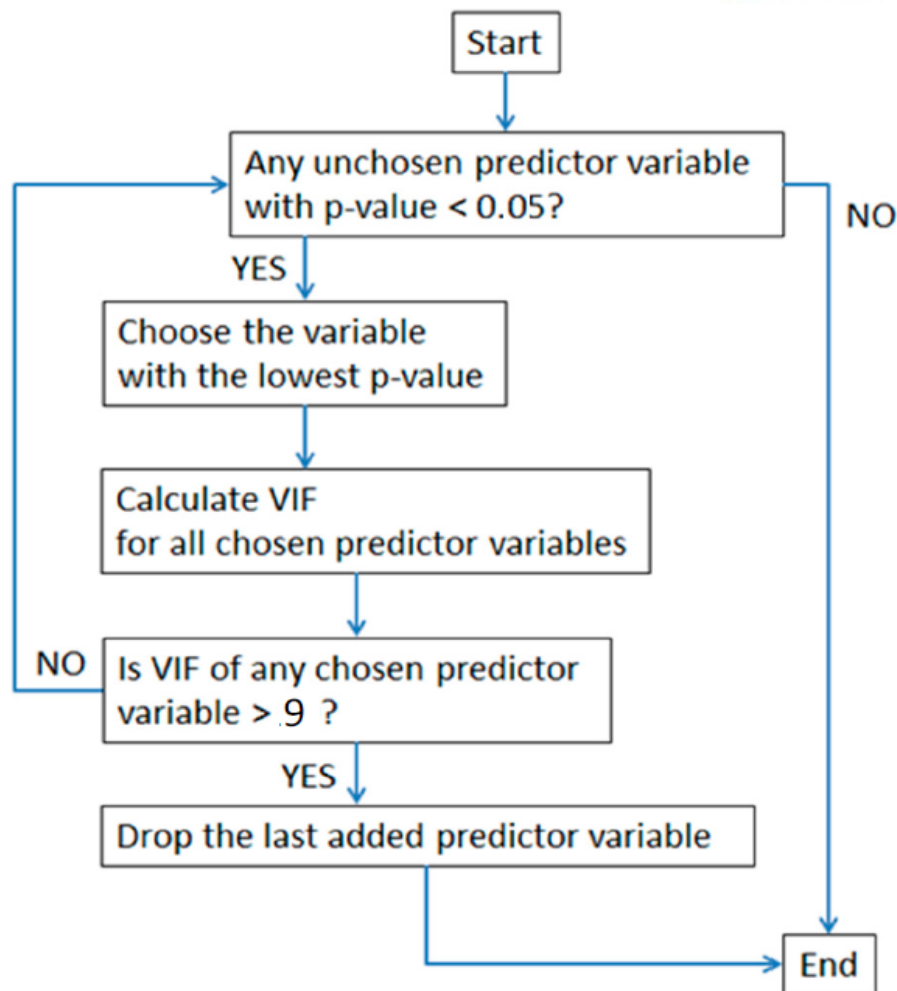 Start
Any unchosen predictor variable
with p-value < 0.05?
NO
YES
Choose the variable
with the lowest p-value
Calculate VIF
for all chosen predictor variables
NO
Is VIF of any chosen predictor
variable > 9 ?
YES
Drop the last added predictor variable
End